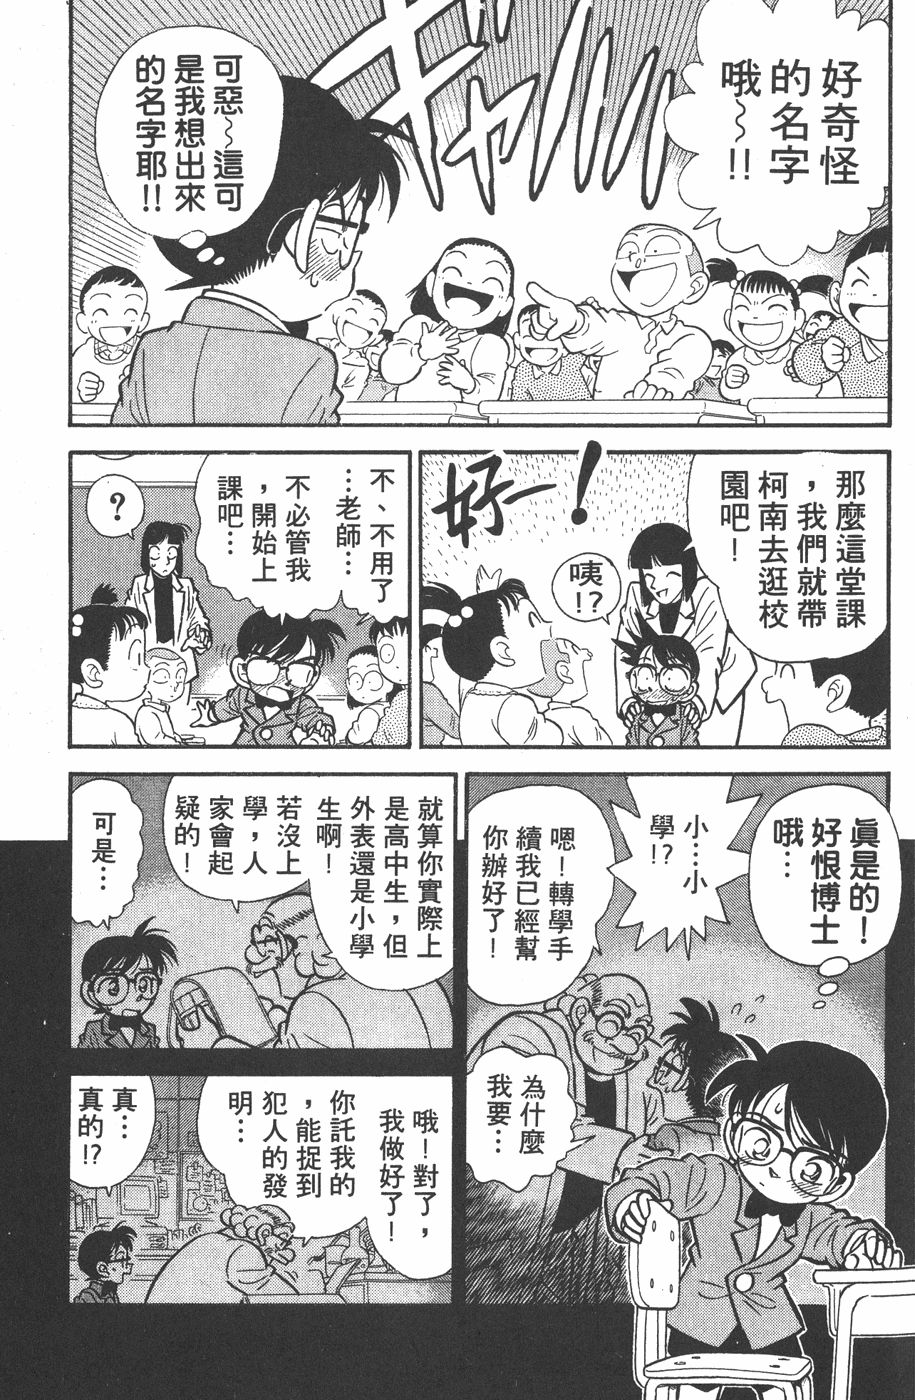 好奇怪
的名字
哦～!!
ギャハハハ
可惡～這可
是我想出來
的名字耶!!
那麼這堂課
，我們就帶
柯南去逛校
園吧！
咦!?
好—！
不、不用了
…老師…
不必管我
，開始上
課吧…
？
真是的！
好恨博士
哦…
小……小
學!?
嗯！轉學手
續我已經幫
你辦好了！
為什麼
我要…
就算你實際上
是高中生，但
外表還是小學
生啊！
若沒上
學，人
家會起
疑的！
可是…
哦！對了，
我做好了！
你託我的
，能捉到
犯人的發
明…
真…
真的!?